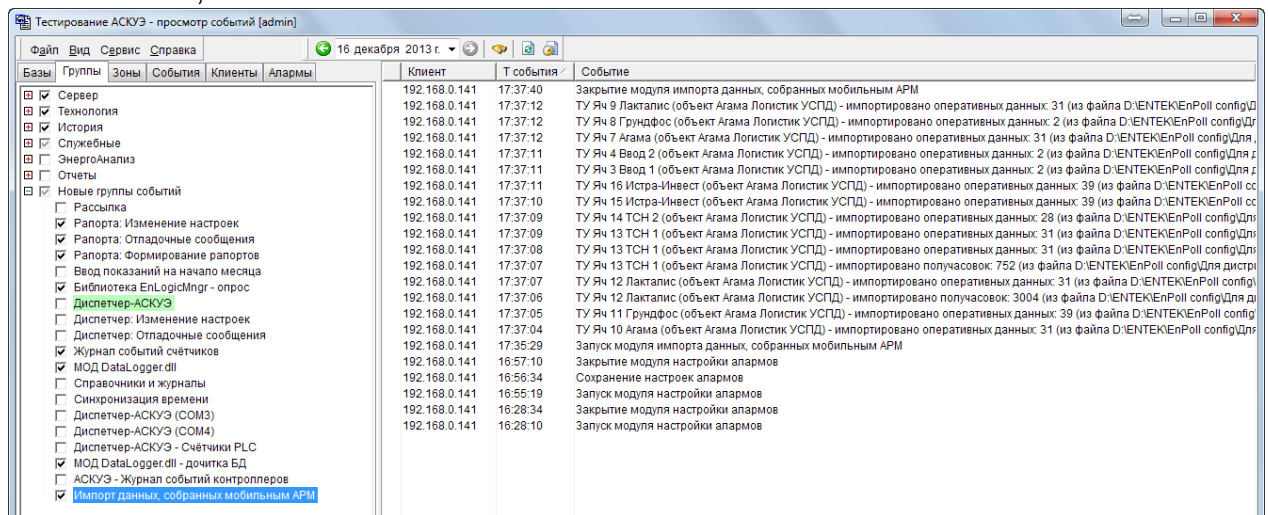 Тестирование АСКУЭ - просмотр событий [admin]
Файл Вид Сервис Справка
16 декабря 2013 г.
Базы Группы Зоны События Клиенты Алармы
Сервер
Технология
История
Служебные
ЭнергоАнализ
Отчеты
Новые группы событий
Рассылка
Рапорта: Изменение настроек
Рапорта: Отладочные сообщения
Рапорта: Формирование рапортов
Ввод показаний на начало месяца
Библиотека EnLogicMngr - опрос
Диспетчер-АСКУЭ
Диспетчер: Изменение настроек
Диспетчер: Отладочные сообщения
Журнал событий счётчиков
МОД DataLogger.dll
Справочники и журналы
Синхронизация времени
Диспетчер-АСКУЭ (COM3)
Диспетчер-АСКУЭ (COM4)
Диспетчер-АСКУЭ - Счётчики PLC
МОД DataLogger.dll - дочитка БД
АСКУЭ - Журнал событий контроллеров
Импорт данных, собранных мобильным АРМ
Клиент Т события Событие
192.168.0.141 17:37:40 Закрытие модуля импорта данных, собранных мобильным АРМ
192.168.0.141 17:37:12 ТУ Яч 9 Лакталис (объект Агама Логистик УСПД) - импортировано оперативных данных: 31 (из файла D:\ENTEK\EnPoll config\Д
192.168.0.141 17:37:12 ТУ Яч 8 Грундфос (объект Агама Логистик УСПД) - импортировано оперативных данных: 2 (из файла D:\ENTEK\EnPoll config\Дл
192.168.0.141 17:37:12 ТУ Яч 7 Агама (объект Агама Логистик УСПД) - импортировано оперативных данных: 31 (из файла D:\ENTEK\EnPoll config\Для
192.168.0.141 17:37:11 ТУ Яч 4 Ввод 2 (объект Агама Логистик УСПД) - импортировано оперативных данных: 2 (из файла D:\ENTEK\EnPoll config\Для
192.168.0.141 17:37:11 ТУ Яч 3 Ввод 1 (объект Агама Логистик УСПД) - импортировано оперативных данных: 2 (из файла D:\ENTEK\EnPoll config\Для
192.168.0.141 17:37:11 ТУ Яч 16 Истра-Инвест (объект Агама Логистик УСПД) - импортировано оперативных данных: 39 (из файла D:\ENTEK\EnPoll co
192.168.0.141 17:37:10 ТУ Яч 15 Истра-Инвест (объект Агама Логистик УСПД) - импортировано оперативных данных: 39 (из файла D:\ENTEK\EnPoll co
192.168.0.141 17:37:09 ТУ Яч 14 ТСН 2 (объект Агама Логистик УСПД) - импортировано оперативных данных: 28 (из файла D:\ENTEK\EnPoll config\Для
192.168.0.141 17:37:09 ТУ Яч 13 ТСН 1 (объект Агама Логистик УСПД) - импортировано оперативных данных: 31 (из файла D:\ENTEK\EnPoll config\Для
192.168.0.141 17:37:08 ТУ Яч 13 ТСН 1 (объект Агама Логистик УСПД) - импортировано оперативных данных: 31 (из файла D:\ENTEK\EnPoll config\Для
192.168.0.141 17:37:07 ТУ Яч 13 ТСН 1 (объект Агама Логистик УСПД) - импортировано получасовок: 752 (из файла D:\ENTEK\EnPoll config\Для дистри
192.168.0.141 17:37:07 ТУ Яч 12 Лакталис (объект Агама Логистик УСПД) - импортировано оперативных данных: 31 (из файла D:\ENTEK\EnPoll config\
192.168.0.141 17:37:06 ТУ Яч 12 Лакталис (объект Агама Логистик УСПД) - импортировано получасовок: 3004 (из файла D:\ENTEK\EnPoll config\Для ди
192.168.0.141 17:37:05 ТУ Яч 11 Грундфос (объект Агама Логистик УСПД) - импортировано оперативных данных: 39 (из файла D:\ENTEK\EnPoll config\
192.168.0.141 17:37:04 ТУ Яч 10 Агама (объект Агама Логистик УСПД) - импортировано оперативных данных: 31 (из файла D:\ENTEK\EnPoll config\Для
192.168.0.141 17:35:29 Запуск модуля импорта данных, собранных мобильным АРМ
192.168.0.141 16:57:10 Закрытие модуля настройки алармов
192.168.0.141 16:56:34 Сохранение настроек алармов
192.168.0.141 16:55:19 Запуск модуля настройки алармов
192.168.0.141 16:28:34 Закрытие модуля настройки алармов
192.168.0.141 16:28:10 Запуск модуля настройки алармов